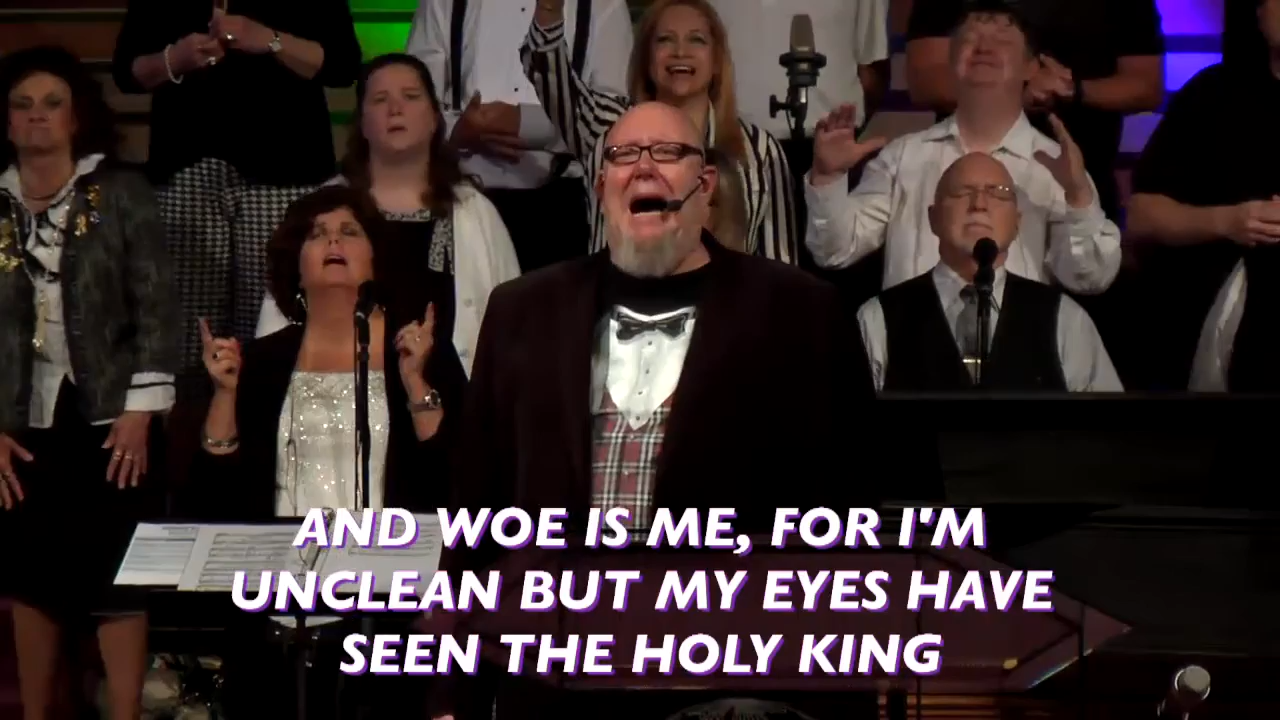 AND WOE IS ME, FOR I'M
UNCLEAN BUT MY EYES HAVE
SEEN THE HOLY KING